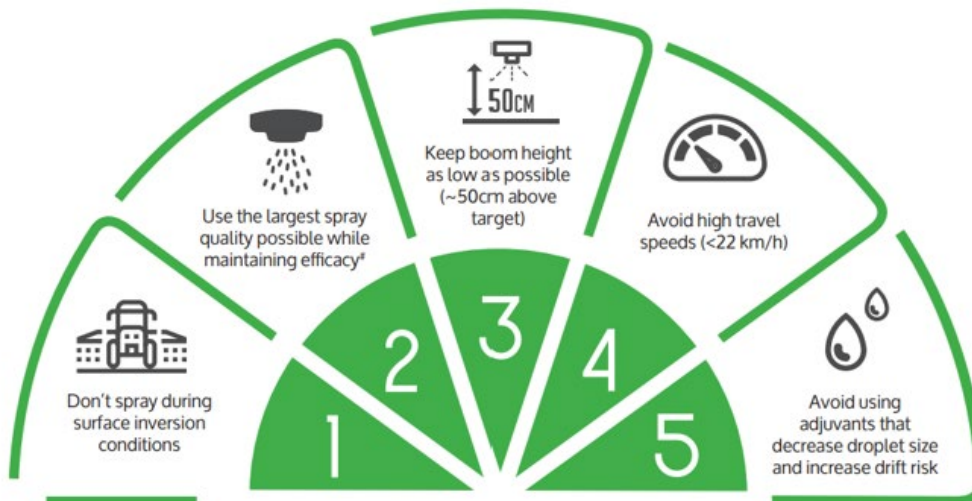 Don't spray during
surface inversion
conditions
1
Use the largest spray
quality possible while
maintaining efficacy#
2
50CM
Keep boom height
as low as possible
(~50cm above
target)
3
Avoid high travel
speeds (<22 km/h)
4
Avoid using
adjuvants that
decrease droplet size
and increase drift risk
5